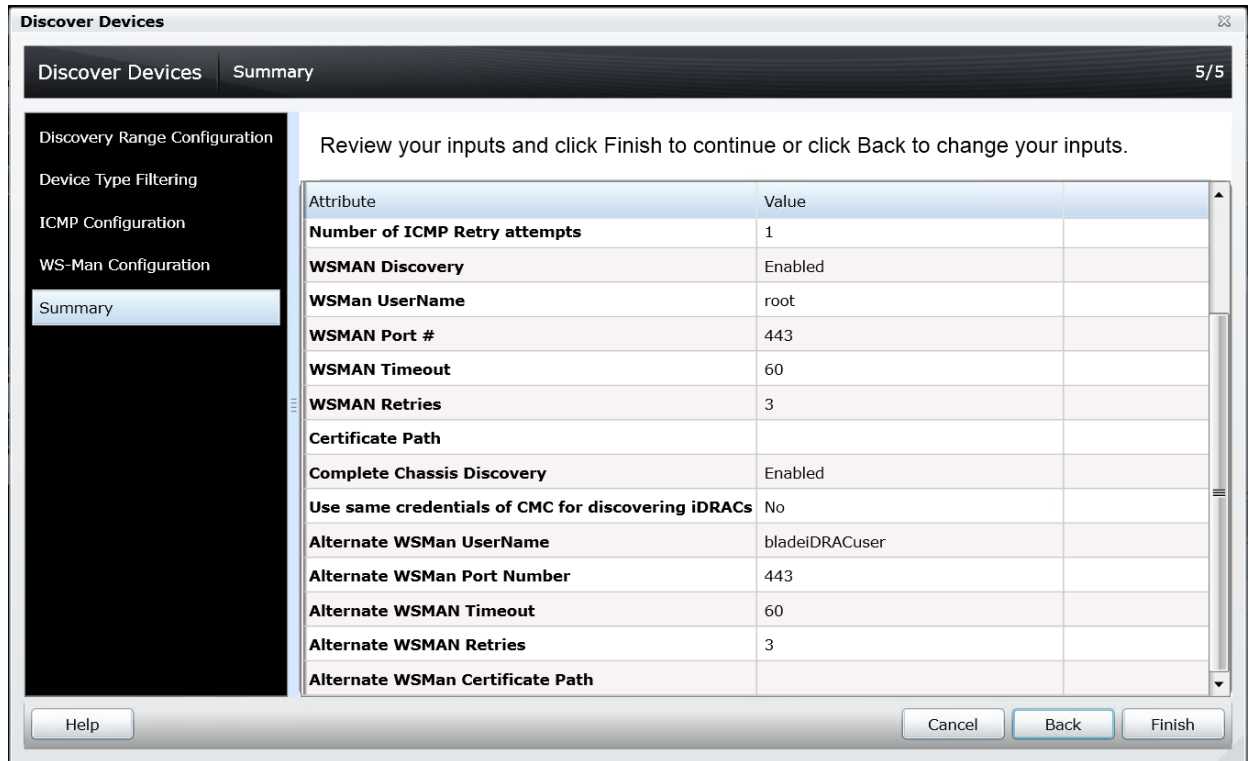 Discover Devices
Discover Devices Summary 5/5
Discovery Range Configuration
Device Type Filtering
ICMP Configuration
WS-Man Configuration
Summary
Review your inputs and click Finish to continue or click Back to change your inputs.
Attribute Value
Number of ICMP Retry attempts 1
WSMAN Discovery Enabled
WSMan UserName root
WSMAN Port # 443
WSMAN Timeout 60
WSMAN Retries 3
Certificate Path
Complete Chassis Discovery Enabled
Use same credentials of CMC for discovering iDRACs No
Alternate WSMan UserName bladeiDRACuser
Alternate WSMan Port Number 443
Alternate WSMAN Timeout 60
Alternate WSMAN Retries 3
Alternate WSMan Certificate Path
Help Cancel Back Finish